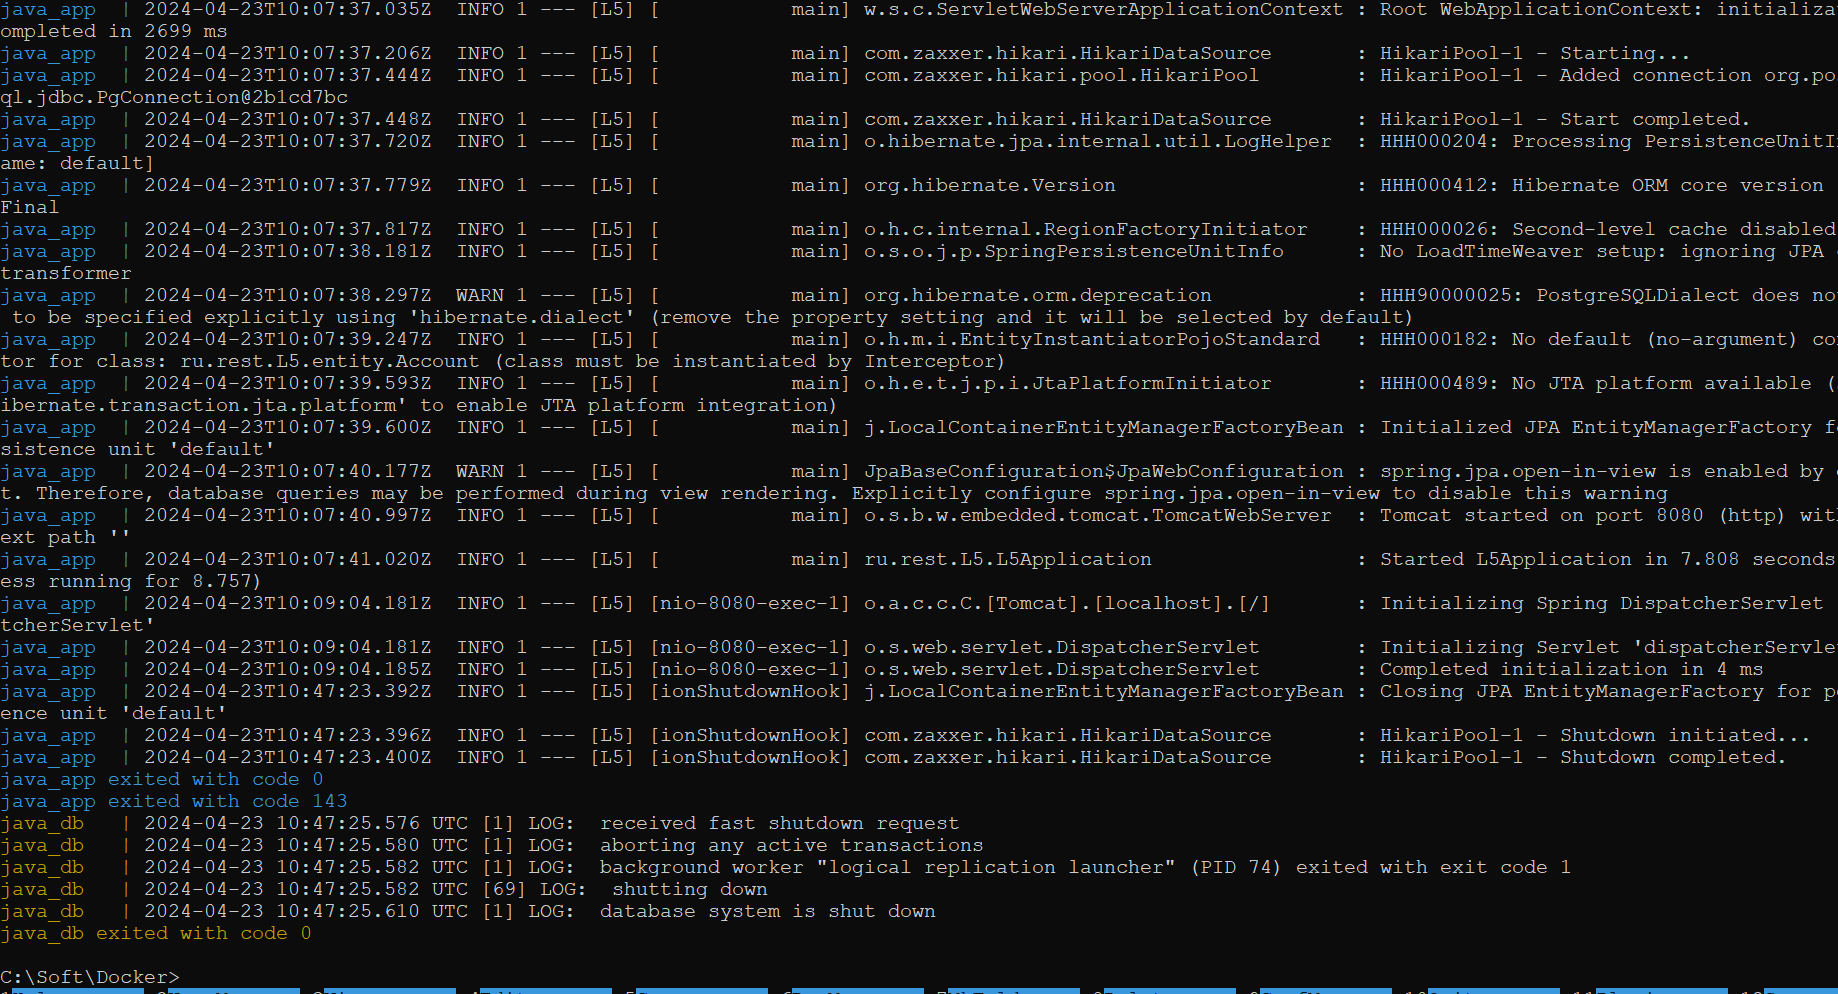 java_app  | 2024-04-23T10:07:37.035Z  INFO 1 --- [L5] [           main] w.s.c.ServletWebServerApplicationContext : Root WebApplicationContext: initializat
ompleted in 2699 ms
java_app  | 2024-04-23T10:07:37.206Z  INFO 1 --- [L5] [           main] com.zaxxer.hikari.HikariDataSource       : HikariPool-1 - Starting...
java_app  | 2024-04-23T10:07:37.444Z  INFO 1 --- [L5] [           main] com.zaxxer.hikari.pool.HikariPool        : HikariPool-1 - Added connection org.po
ql.jdbc.PgConnection@2b1cd7bc
java_app  | 2024-04-23T10:07:37.448Z  INFO 1 --- [L5] [           main] com.zaxxer.hikari.HikariDataSource       : HikariPool-1 - Start completed.
java_app  | 2024-04-23T10:07:37.720Z  INFO 1 --- [L5] [           main] o.hibernate.jpa.internal.util.LogHelper  : HHH000204: Processing PersistenceUnitI
ame: default]
java_app  | 2024-04-23T10:07:37.779Z  INFO 1 --- [L5] [           main] org.hibernate.Version                    : HHH000412: Hibernate ORM core version
Final
java_app  | 2024-04-23T10:07:37.817Z  INFO 1 --- [L5] [           main] o.h.c.internal.RegionFactoryInitiator    : HHH000026: Second-level cache disabled
java_app  | 2024-04-23T10:07:38.181Z  INFO 1 --- [L5] [           main] o.s.o.j.p.SpringPersistenceUnitInfo      : No LoadTimeWeaver setup: ignoring JPA
transformer
java_app  | 2024-04-23T10:07:38.297Z  WARN 1 --- [L5] [           main] org.hibernate.orm.deprecation            : HHH90000025: PostgreSQLDialect does no
 to be specified explicitly using 'hibernate.dialect' (remove the property setting and it will be selected by default)
java_app  | 2024-04-23T10:07:39.247Z  INFO 1 --- [L5] [           main] o.h.m.i.EntityInstantiatorPojoStandard   : HHH000182: No default (no-argument) co
tor for class: ru.rest.L5.entity.Account (class must be instantiated by Interceptor)
java_app  | 2024-04-23T10:07:39.593Z  INFO 1 --- [L5] [           main] o.h.e.t.j.p.i.JtaPlatformInitiator       : HHH000489: No JTA platform available (
ibernate.transaction.jta.platform' to enable JTA platform integration)
java_app  | 2024-04-23T10:07:39.600Z  INFO 1 --- [L5] [           main] j.LocalContainerEntityManagerFactoryBean : Initialized JPA EntityManagerFactory f
sistence unit 'default'
java_app  | 2024-04-23T10:07:40.177Z  WARN 1 --- [L5] [           main] JpaBaseConfiguration$JpaWebConfiguration : spring.jpa.open-in-view is enabled by
t. Therefore, database queries may be performed during view rendering. Explicitly configure spring.jpa.open-in-view to disable this warning
java_app  | 2024-04-23T10:07:40.997Z  INFO 1 --- [L5] [           main] o.s.b.w.embedded.tomcat.TomcatWebServer  : Tomcat started on port 8080 (http) wit
ext path ''
java_app  | 2024-04-23T10:07:41.020Z  INFO 1 --- [L5] [           main] ru.rest.L5.L5Application                 : Started L5Application in 7.808 seconds
ess running for 8.757)
java_app  | 2024-04-23T10:09:04.181Z  INFO 1 --- [L5] [nio-8080-exec-1] o.a.c.c.C.[Tomcat].[localhost].[/]       : Initializing Spring DispatcherServlet
tcherServlet'
java_app  | 2024-04-23T10:09:04.181Z  INFO 1 --- [L5] [nio-8080-exec-1] o.s.web.servlet.DispatcherServlet        : Initializing Servlet 'dispatcherServle
java_app  | 2024-04-23T10:09:04.185Z  INFO 1 --- [L5] [nio-8080-exec-1] o.s.web.servlet.DispatcherServlet        : Completed initialization in 4 ms
java_app  | 2024-04-23T10:47:23.392Z  INFO 1 --- [L5] [ionShutdownHook] j.LocalContainerEntityManagerFactoryBean : Closing JPA EntityManagerFactory for p
ence unit 'default'
java_app  | 2024-04-23T10:47:23.396Z  INFO 1 --- [L5] [ionShutdownHook] com.zaxxer.hikari.HikariDataSource       : HikariPool-1 - Shutdown initiated...
java_app  | 2024-04-23T10:47:23.400Z  INFO 1 --- [L5] [ionShutdownHook] com.zaxxer.hikari.HikariDataSource       : HikariPool-1 - Shutdown completed.
java_app exited with code 0
java_app exited with code 143
java_db   | 2024-04-23 10:47:25.576 UTC [1] LOG:  received fast shutdown request
java_db   | 2024-04-23 10:47:25.580 UTC [1] LOG:  aborting any active transactions
java_db   | 2024-04-23 10:47:25.582 UTC [1] LOG:  background worker "logical replication launcher" (PID 74) exited with exit code 1
java_db   | 2024-04-23 10:47:25.582 UTC [69] LOG:  shutting down
java_db   | 2024-04-23 10:47:25.610 UTC [1] LOG:  database system is shut down
java_db exited with code 0
C:\Soft\Docker>